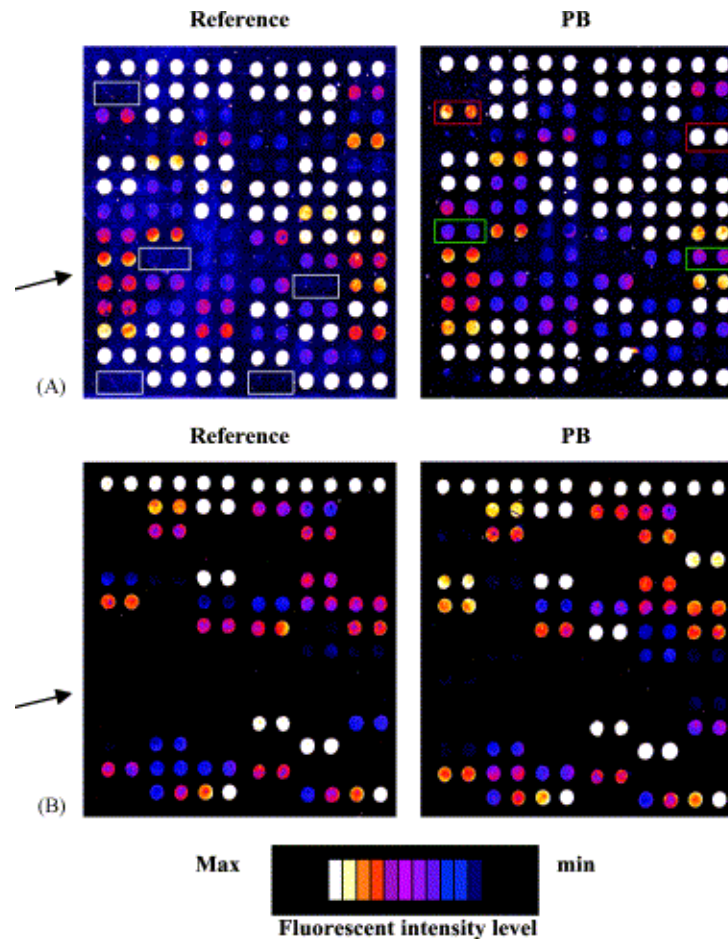 Reference PB
(A)
Reference PB
(B)
Max min
Fluorescent intensity level